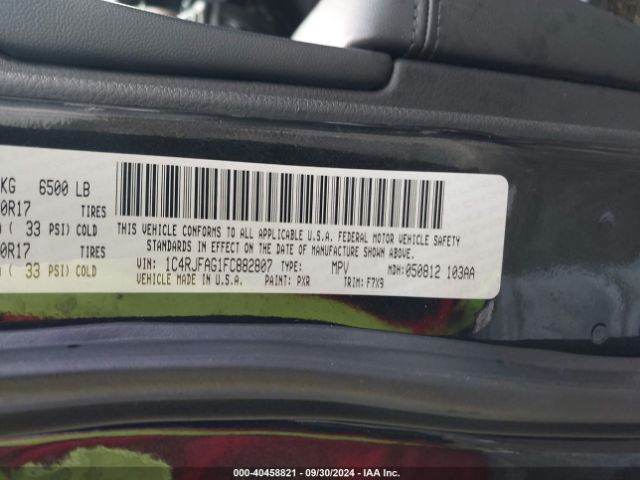 KG 6500 LB
0R17 TIRES
( 33 PSI) COLD
0R17 TIRES
( 33 PSI) COLD
THIS VEHICLE CONFORMS TO ALL APPLICABLE U.S.A. FEDERAL MOTOR VEHICLE SAFETY
STANDARDS IN EFFECT ON THE DATE OF MANUFACTURE SHOWN ABOVE.
VIN: 1C4RJFAG1FC882807 TYPE: MPV MDH: 050812 103AA
VEHICLE MADE IN U.S.A. PAINT: PXR TRIM: F7X9
000-40458821 - 09/30/2024 - IAA Inc.